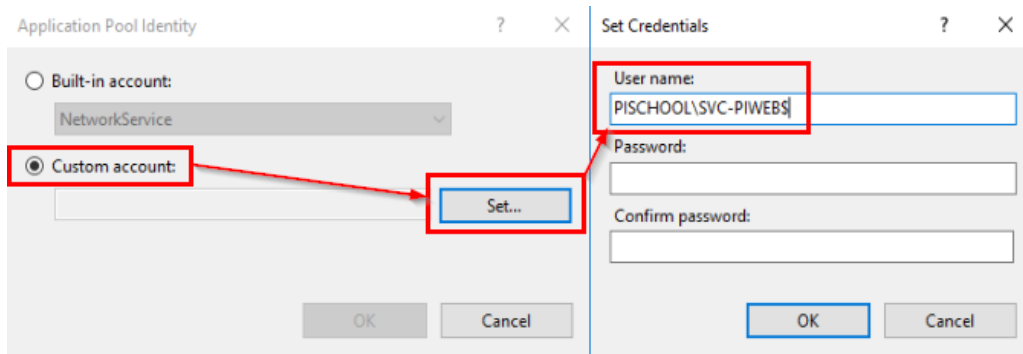 Application Pool Identity
Built-in account:
NetworkService
Custom account:
Set...
OK
Cancel
Set Credentials
User name:
PISCHOOL\SVC-PIWEB$
Password:
Confirm password:
OK
Cancel